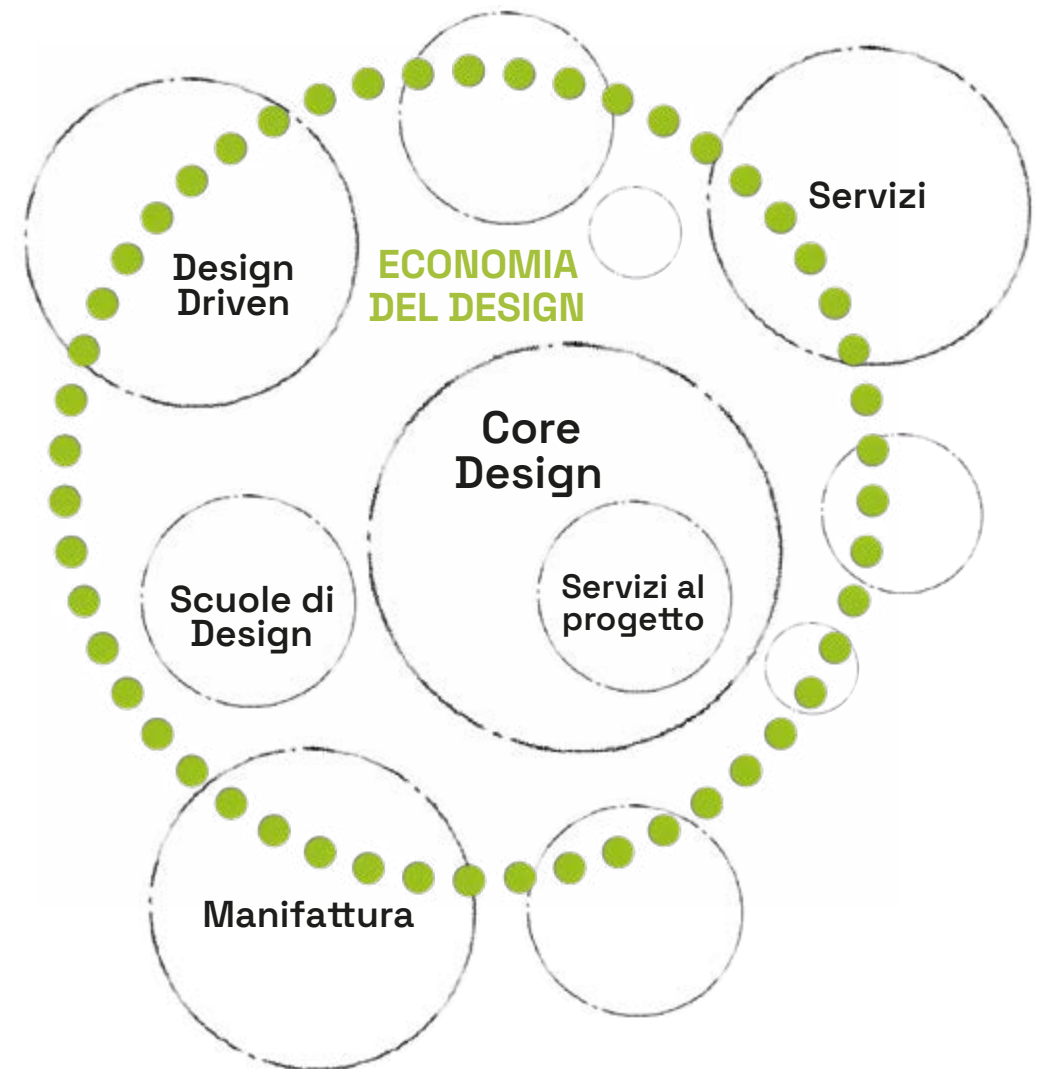 Servizi
Design
Driven
ECONOMIA
DEL DESIGN
Core
Design
Scuole di
Design
Servizi al
progetto
Manifattura